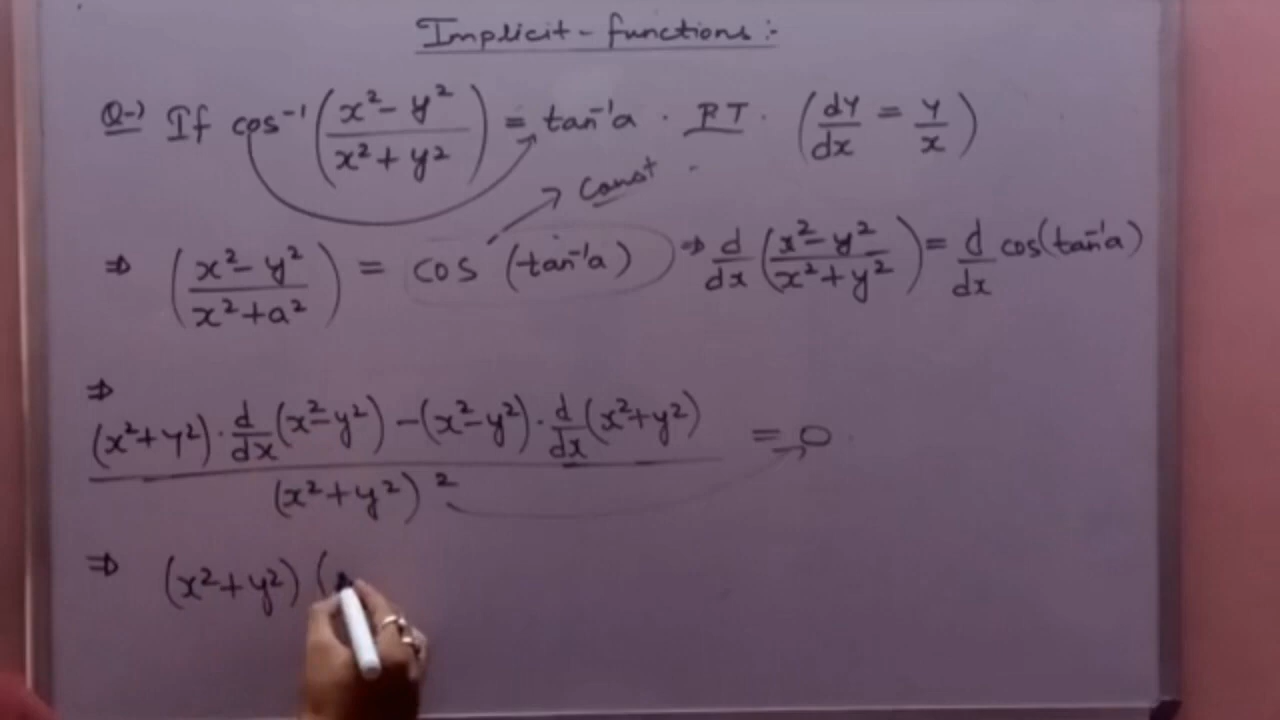 Implicit - functions :-
Q-) If cos⁻¹ (x² - y² / x² + y²) = tan⁻¹a . PT. (dy/dx = y/x)
→ Const
⇒ (x² - y² / x² + a²) = cos (tan⁻¹a) ⇒ d/dx (x² - y² / x² + y²) = d/dx cos(tan⁻¹a)
⇒
(x² + y²) . d/dx (x² - y²) - (x² - y²) . d/dx (x² + y²) / (x² + y²)² = 0
⇒ (x² + y²) (